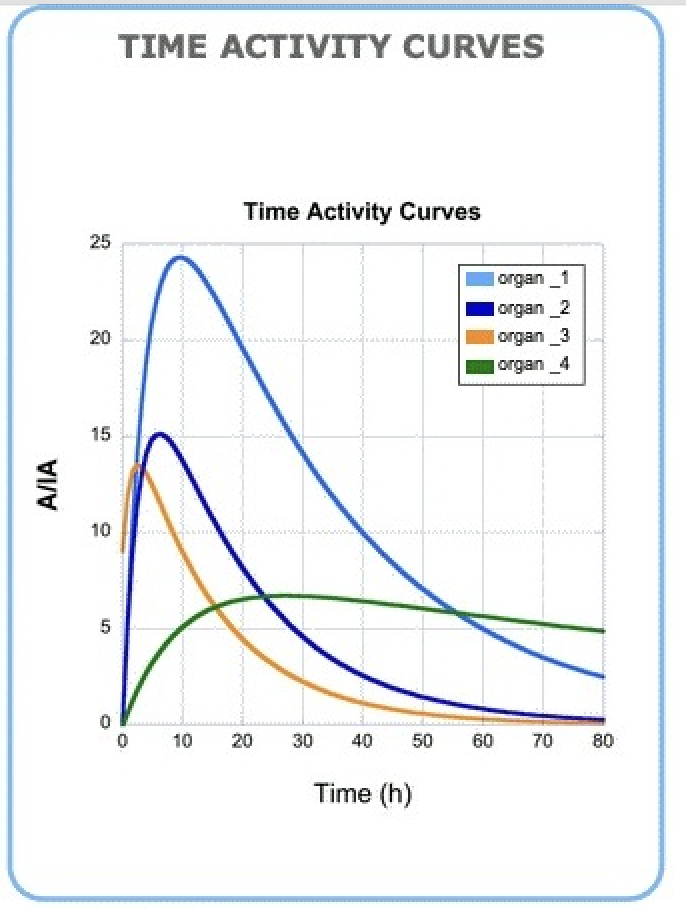 TIME ACTIVITY CURVES
Time Activity Curves
25
20
15
10
5
0
organ _1
organ _2
organ _3
organ _4
A/IA
0 10 20 30 40 50 60 70 80
Time (h)